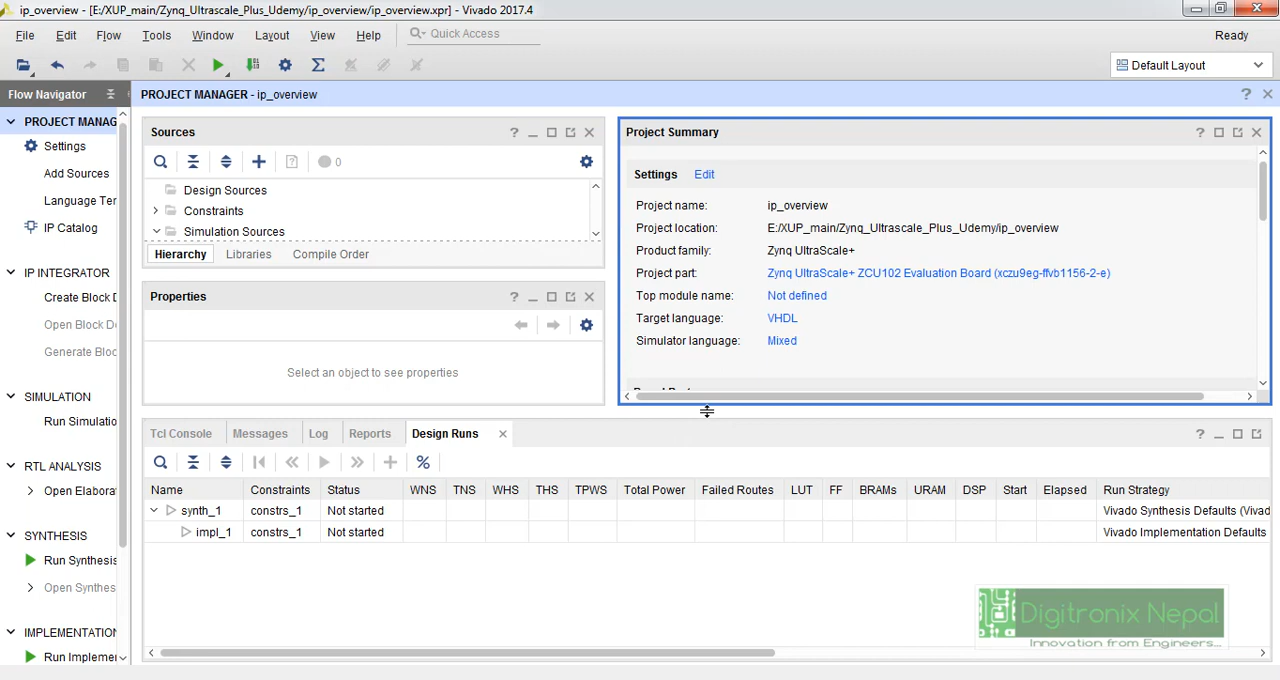 ip_overview - [E:/XUP_main/Zynq_Ultrascale_Plus_Udemy/ip_overview/ip_overview.xpr] - Vivado 2017.4
File Edit Flow Tools Window Layout View Help Quick Access Ready
Default Layout
Flow Navigator
PROJECT MANAGER - ip_overview
PROJECT MANAG
Settings
Add Sources
Language Ter
IP Catalog
IP INTEGRATOR
Create Block D
Open Block De
Generate Bloc
SIMULATION
Run Simulatio
RTL ANALYSIS
Open Elabora
SYNTHESIS
Run Synthesis
Open Synthes
IMPLEMENTATION
Run Implemer
Sources
0
Design Sources
Constraints
Simulation Sources
Hierarchy Libraries Compile Order
Properties
Select an object to see properties
Project Summary
Settings Edit
Project name: ip_overview
Project location: E:/XUP_main/Zynq_Ultrascale_Plus_Udemy/ip_overview
Product family: Zynq UltraScale+
Project part: Zynq UltraScale+ ZCU102 Evaluation Board (xczu9eg-ffvb1156-2-e)
Top module name: Not defined
Target language: VHDL
Simulator language: Mixed
Tcl Console Messages Log Reports Design Runs
Name Constraints Status WNS TNS WHS THS TPWS Total Power Failed Routes LUT FF BRAMs URAM DSP Start Elapsed Run Strategy
synth_1 constrs_1 Not started Vivado Synthesis Defaults (Vivad
impl_1 constrs_1 Not started Vivado Implementation Defaults
Digitronix Nepal
Innovation from Engineers...